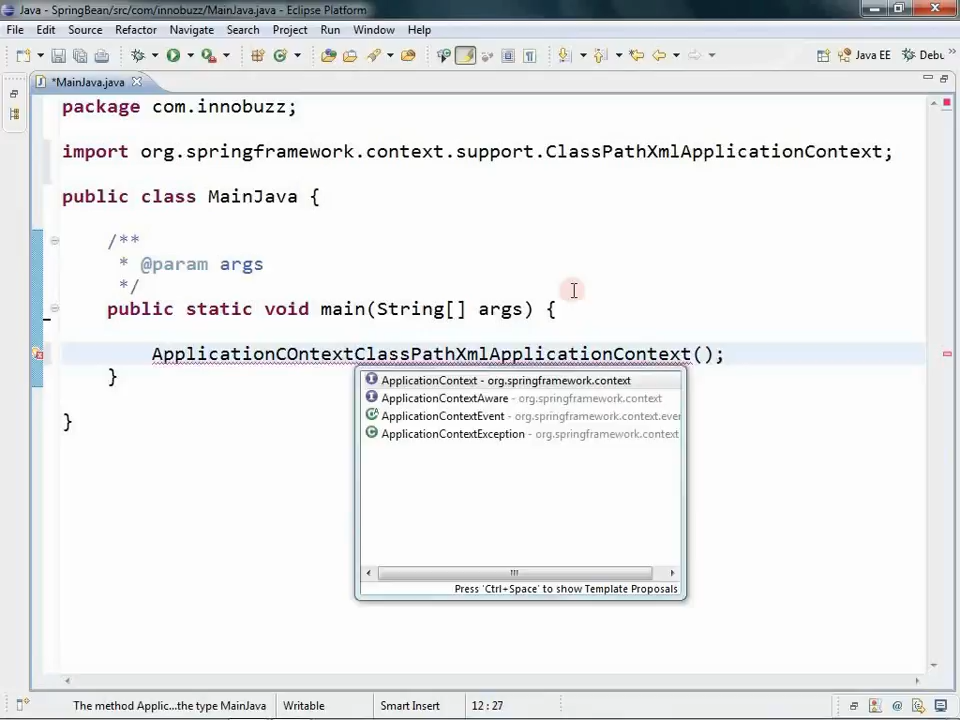 Java - SpringBean/src/com/innobuzz/MainJava.java - Eclipse Platform
File Edit Source Refactor Navigate Search Project Run Window Help
Java EE Debu
*MainJava.java
package com.innobuzz;
import org.springframework.context.support.ClassPathXmlApplicationContext;
public class MainJava {
/**
* @param args
*/
public static void main(String[] args) {
ApplicationCOntextClassPathXmlApplicationContext();
}
}
ApplicationContext - org.springframework.context
ApplicationContextAware - org.springframework.context
ApplicationContextEvent - org.springframework.context.ever
ApplicationContextException - org.springframework.context
Press 'Ctrl+Space' to show Template Proposals
The method Applic...the type MainJava Writable Smart Insert 12 : 27